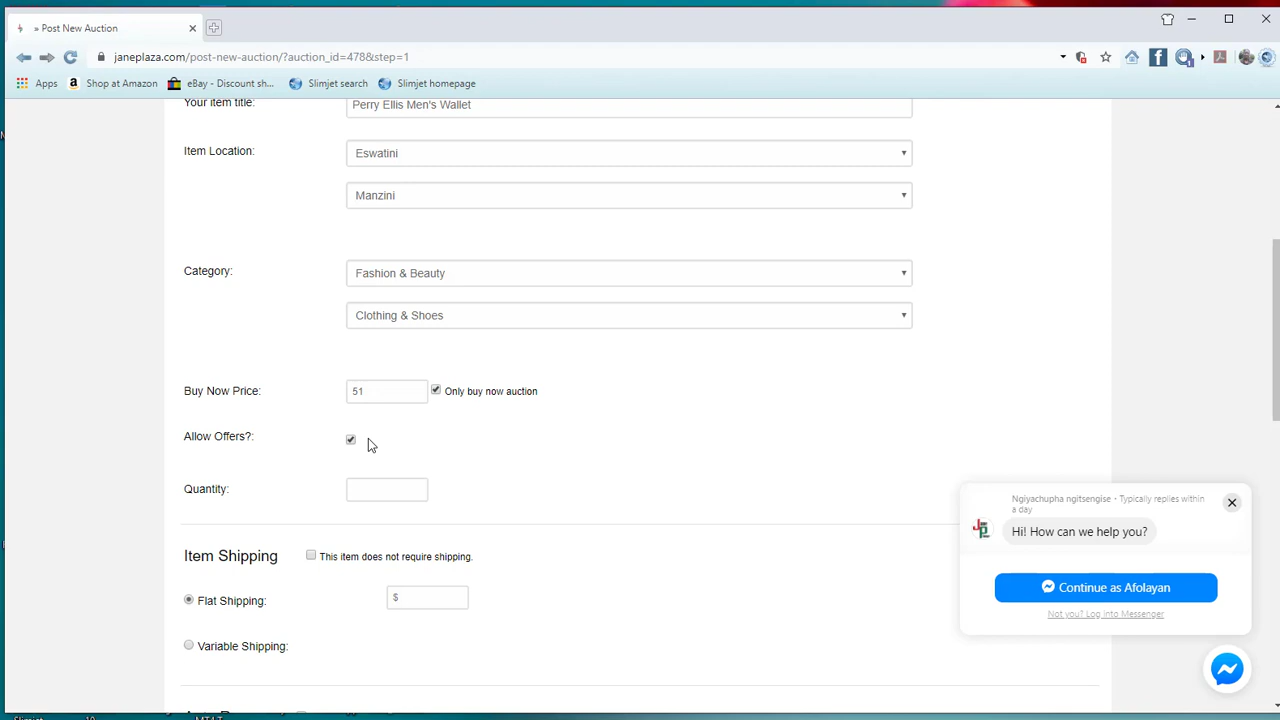 » Post New Auction
janeplaza.com/post-new-auction/?auction_id=478&step=1
Apps
Shop at Amazon
eBay - Discount sh...
Slimjet search
Slimjet homepage
Your item title:
Perry Ellis Men's Wallet
Item Location:
Eswatini
Manzini
Category:
Fashion & Beauty
Clothing & Shoes
Buy Now Price:
51
Only buy now auction
Allow Offers?:
Quantity:
Item Shipping
This item does not require shipping.
Flat Shipping:
$
Variable Shipping:
Ngiyachupha ngitsengise • Typically replies within
a day
Hi! How can we help you?
Continue as Afolayan
Not you? Log into Messenger